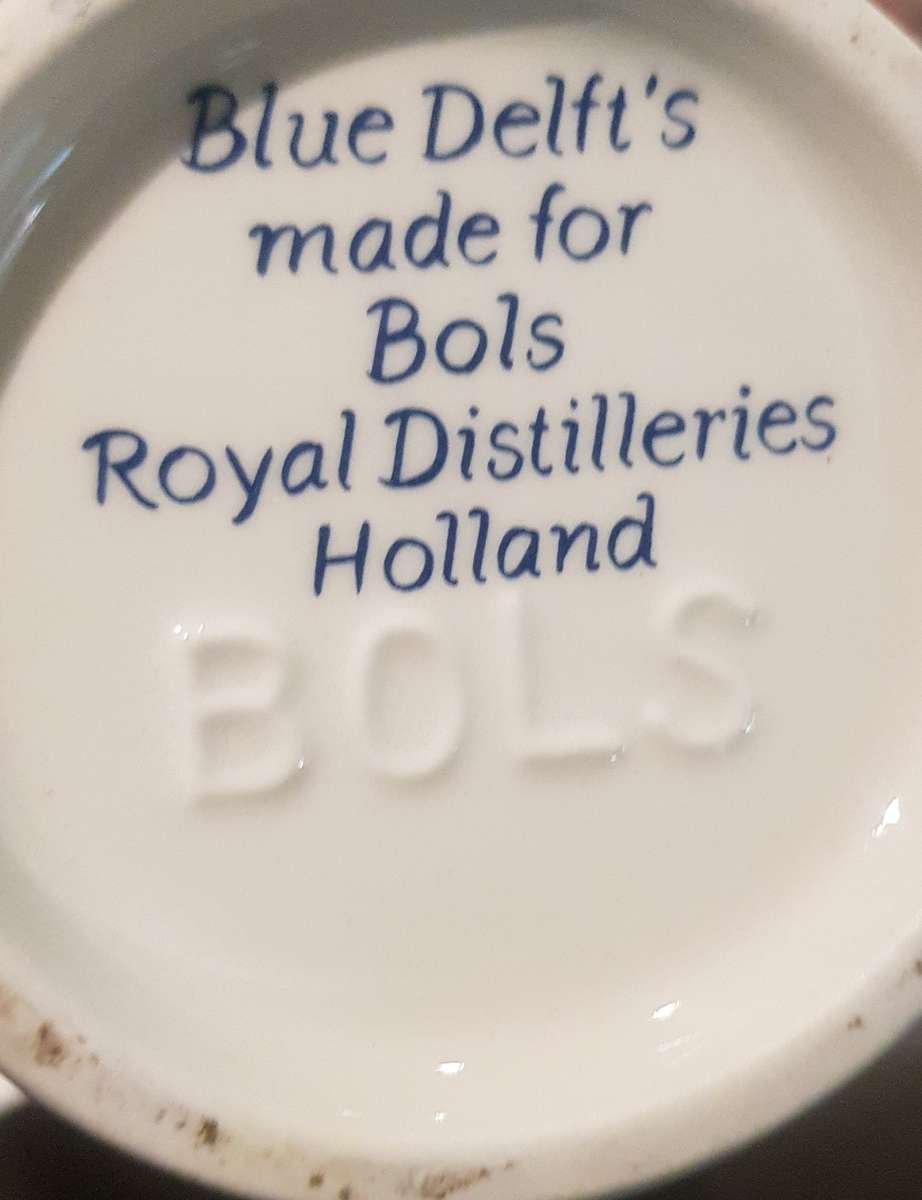 Blue Delft's
made for
Bols
Royal Distilleries
Holland
BOLS